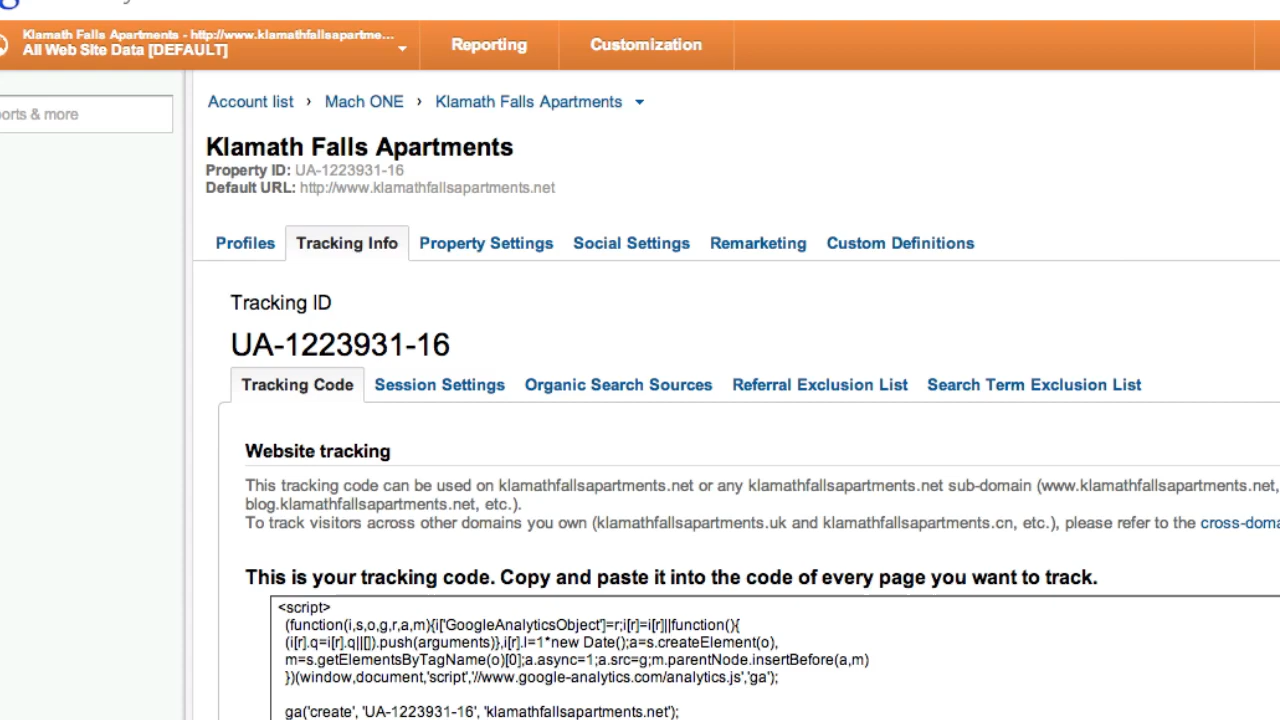 Klamath Falls Apartments - http://www.klamathfallsapartme...
All Web Site Data [DEFAULT]
Reporting
Customization
orts & more
Account list › Mach ONE › Klamath Falls Apartments
Klamath Falls Apartments
Property ID: UA-1223931-16
Default URL: http://www.klamathfallsapartments.net
Profiles Tracking Info Property Settings Social Settings Remarketing Custom Definitions
Tracking ID
UA-1223931-16
Tracking Code Session Settings Organic Search Sources Referral Exclusion List Search Term Exclusion List
Website tracking
This tracking code can be used on klamathfallsapartments.net or any klamathfallsapartments.net sub-domain (www.klamathfallsapartments.net,
blog.klamathfallsapartments.net, etc.).
To track visitors across other domains you own (klamathfallsapartments.uk and klamathfallsapartments.cn, etc.), please refer to the cross-doma
This is your tracking code. Copy and paste it into the code of every page you want to track.
<script>
(function(i,s,o,g,r,a,m){i['GoogleAnalyticsObject']=r;i[r]=i[r]||function(){
(i[r].q=i[r].q||[]).push(arguments)},i[r].l=1*new Date();a=s.createElement(o),
m=s.getElementsByTagName(o)[0];a.async=1;a.src=g;m.parentNode.insertBefore(a,m)
})(window,document,'script','//www.google-analytics.com/analytics.js','ga');
ga('create', 'UA-1223931-16', 'klamathfallsapartments.net');